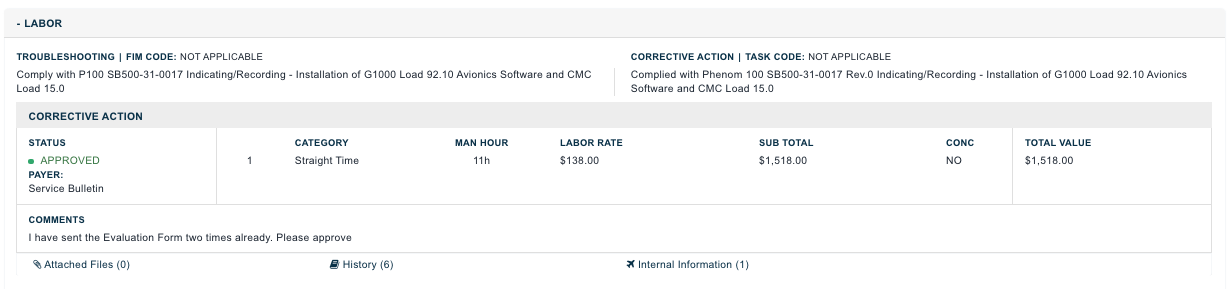 - LABOR
TROUBLESHOOTING | FIM CODE: NOT APPLICABLE
Comply with P100 SB500-31-0017 Indicating/Recording - Installation of G1000 Load 92.10 Avionics Software and CMC
Load 15.0
CORRECTIVE ACTION | TASK CODE: NOT APPLICABLE
Complied with Phenom 100 SB500-31-0017 Rev.0 Indicating/Recording - Installation of G1000 Load 92.10 Avionics
Software and CMC Load 15.0
CORRECTIVE ACTION
STATUS
APPROVED
PAYER:
Service Bulletin
1
CATEGORY
Straight Time
MAN HOUR
11h
LABOR RATE
$138.00
SUB TOTAL
$1,518.00
CONC
NO
TOTAL VALUE
$1,518.00
COMMENTS
I have sent the Evaluation Form two times already. Please approve
Attached Files (0)
History (6)
Internal Information (1)